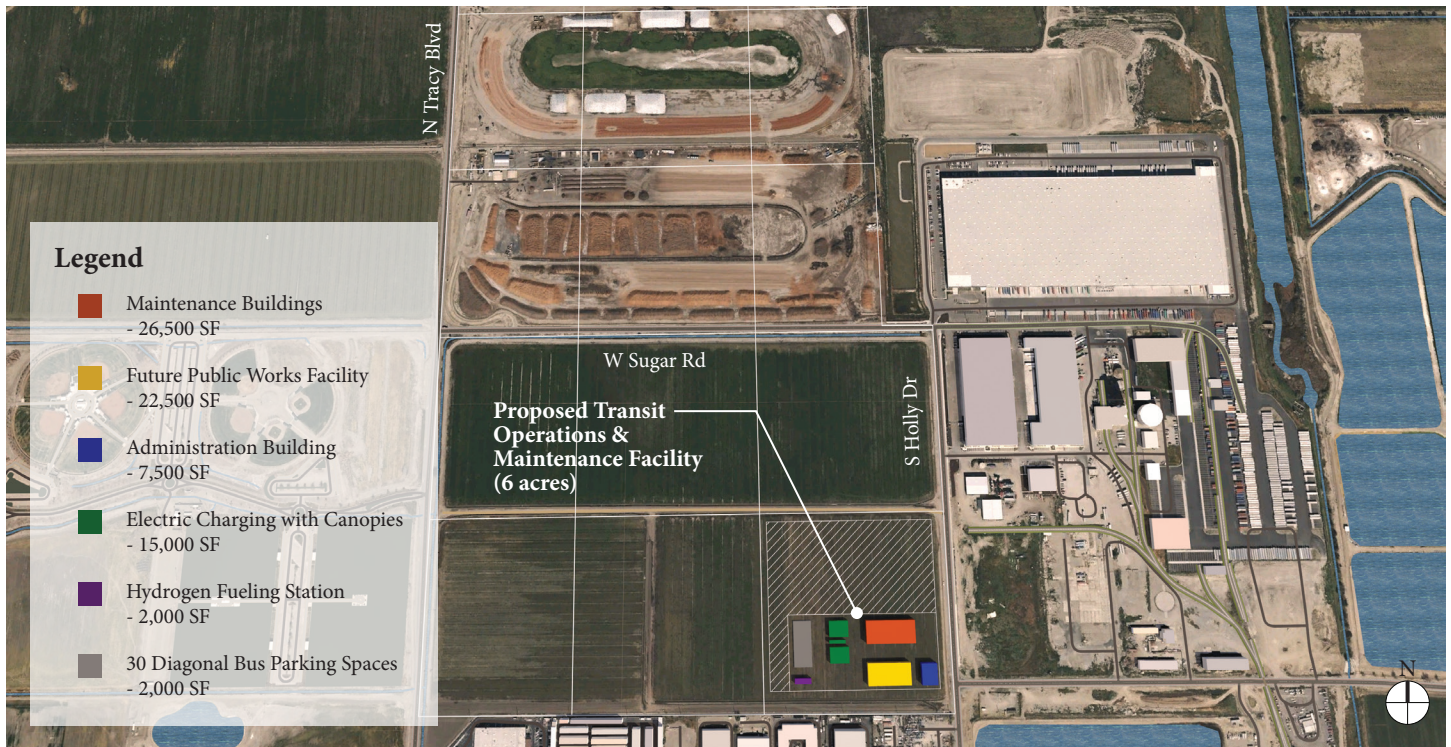 N Tracy Blvd
Legend
Maintenance Buildings
- 26,500 SF
Future Public Works Facility
- 22,500 SF
Administration Building
- 7,500 SF
Electric Charging with Canopies
- 15,000 SF
Hydrogen Fueling Station
- 2,000 SF
30 Diagonal Bus Parking Spaces
- 2,000 SF
W Sugar Rd
Proposed Transit
Operations &
Maintenance Facility
(6 acres)
S Holly Dr
N